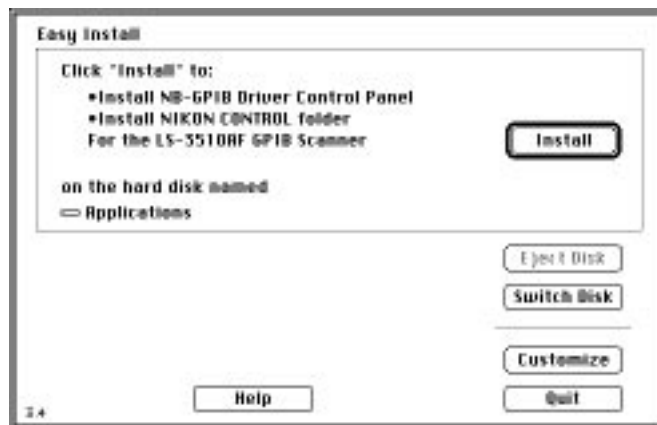 Easy Install
Click "Install" to:
•Install NB-GPIB Driver Control Panel
•Install NIKON CONTROL folder
For the LS-3510AF GPIB Scanner
Install
on the hard disk named
Applications
Eject Disk
Switch Disk
Customize
Help
Quit
3.4